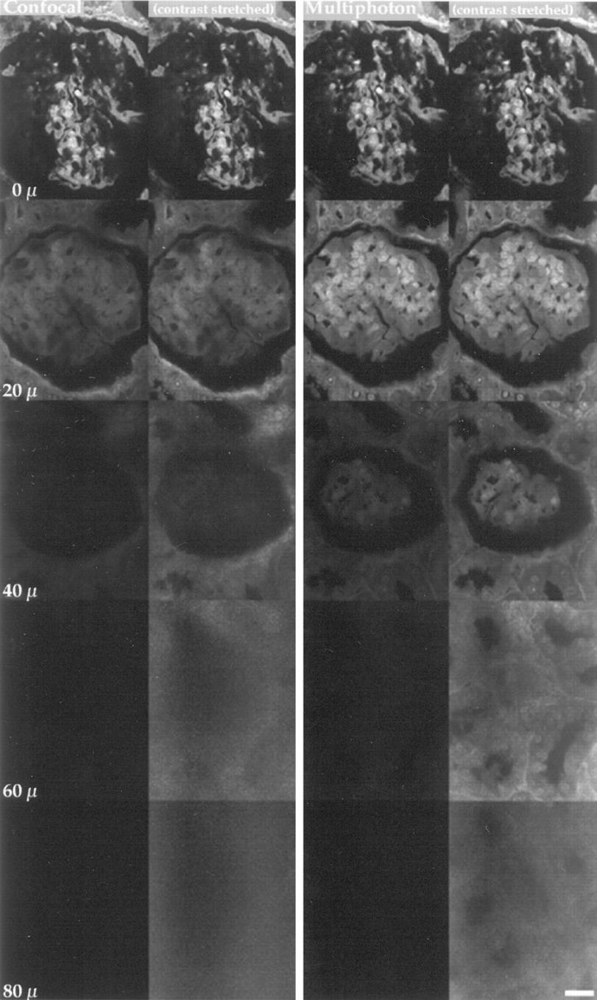 Confocal (contrast stretched) Multiphoton (contrast stretched)
0 μ
20 μ
40 μ
60 μ
80 μ